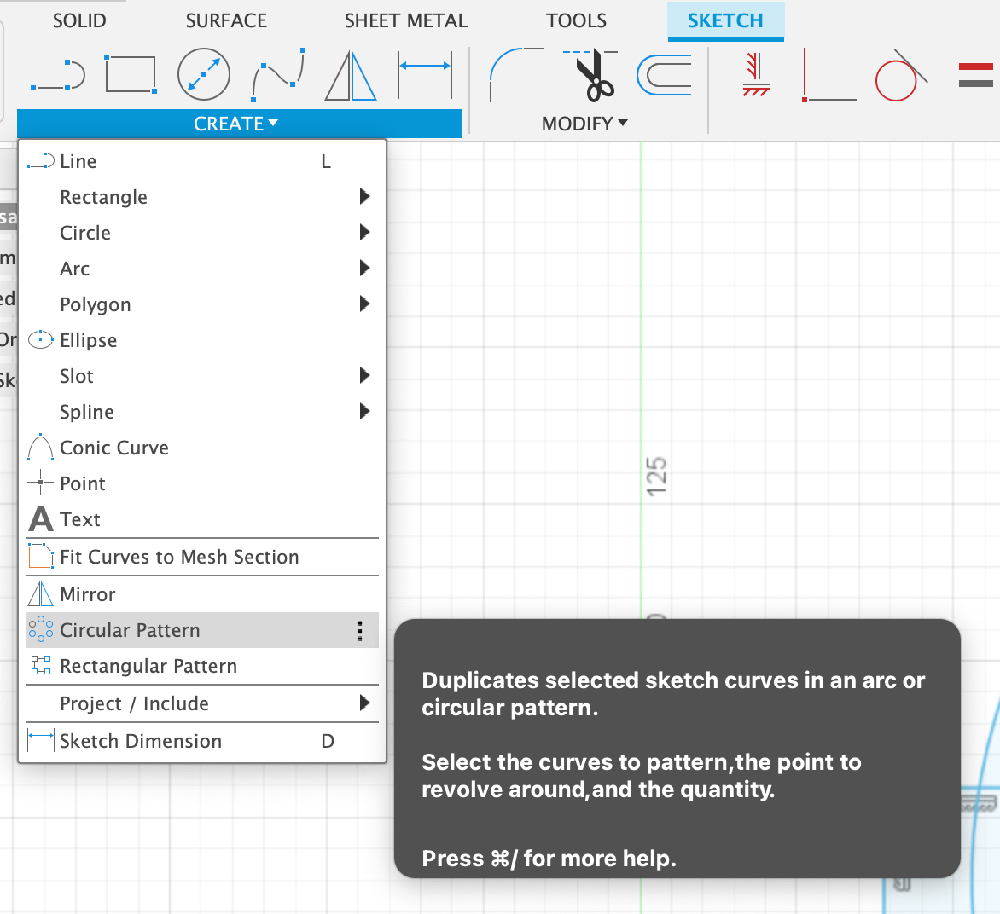 SOLID
SURFACE
SHEET METAL
TOOLS
SKETCH
CREATE
MODIFY
Line L
Rectangle
Circle
Arc
Polygon
Ellipse
Slot
Spline
Conic Curve
Point
A Text
Fit Curves to Mesh Section
Mirror
Circular Pattern
Rectangular Pattern
Project / Include
Sketch Dimension D
sa
m
ed
Or
Sk
125
Duplicates selected sketch curves in an arc or
circular pattern.
Select the curves to pattern,the point to
revolve around,and the quantity.
Press ⌘/ for more help.